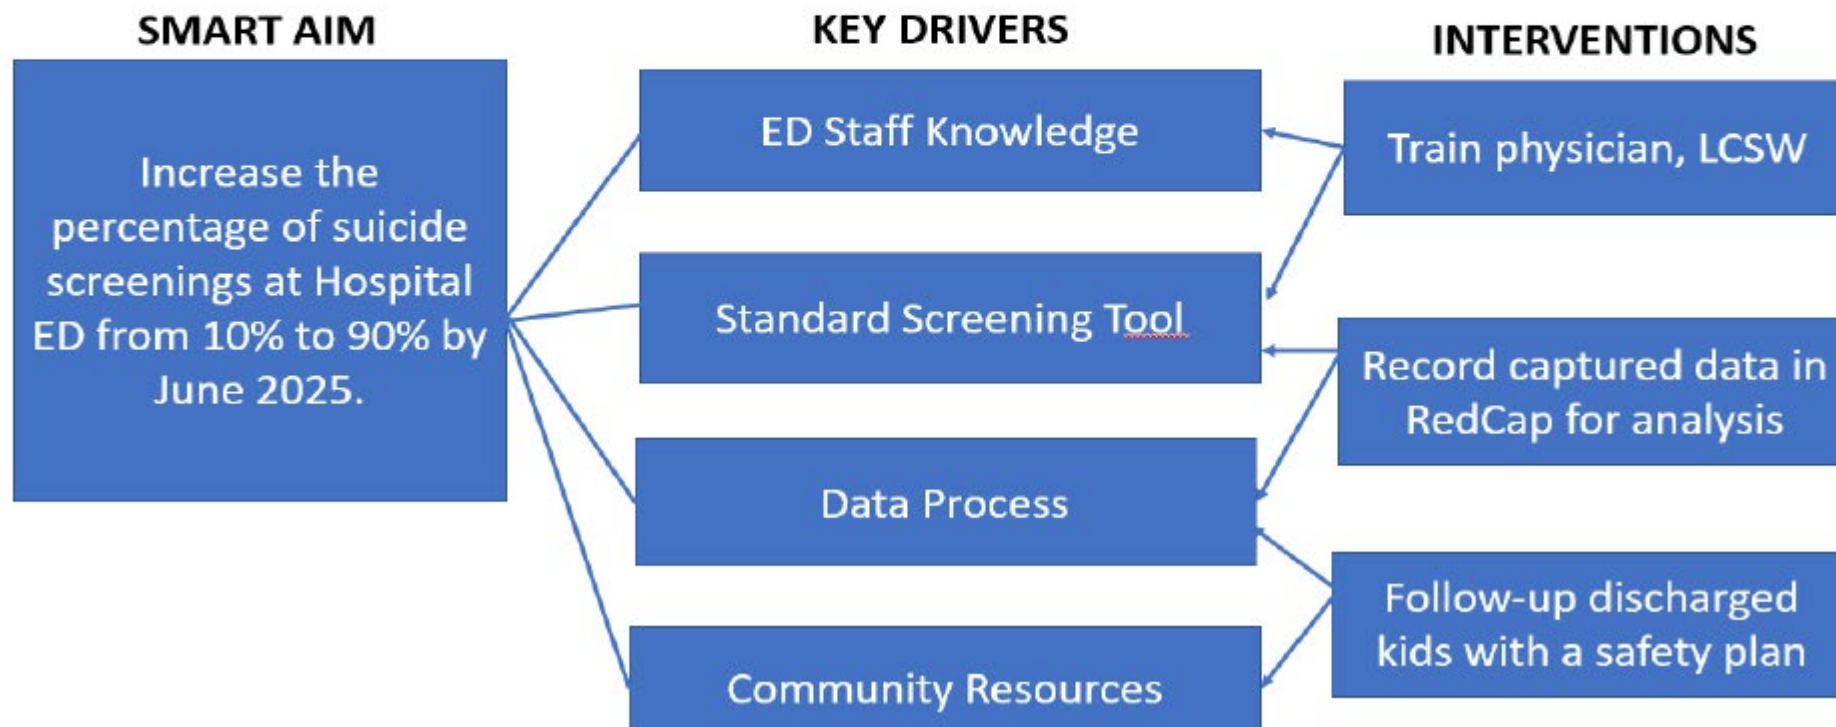 SMART AIM
Increase the
percentage of suicide
screenings at Hospital
ED from 10% to 90% by
June 2025.
KEY DRIVERS
ED Staff Knowledge
Standard Screening Tool
Data Process
Community Resources
INTERVENTIONS
Train physician, LCSW
Record captured data in
RedCap for analysis
Follow-up discharged
kids with a safety plan